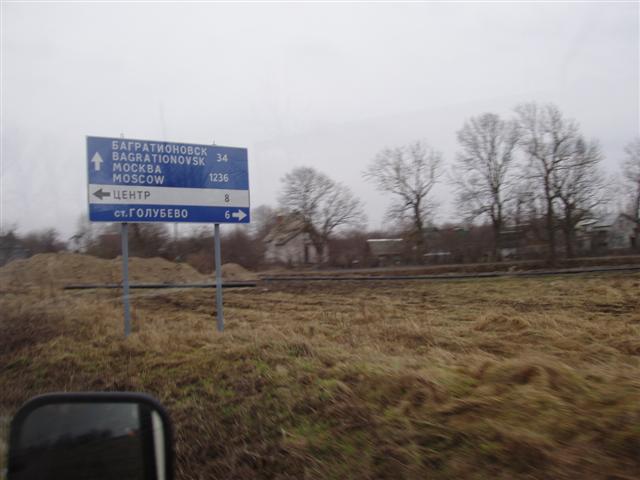 БАГРАТИОНОВСК
BAGRATIONOVSK 34
МОСКВА
MOSCOW 1236
ЦЕНТР 8
ст. ГОЛУБЕВО 6